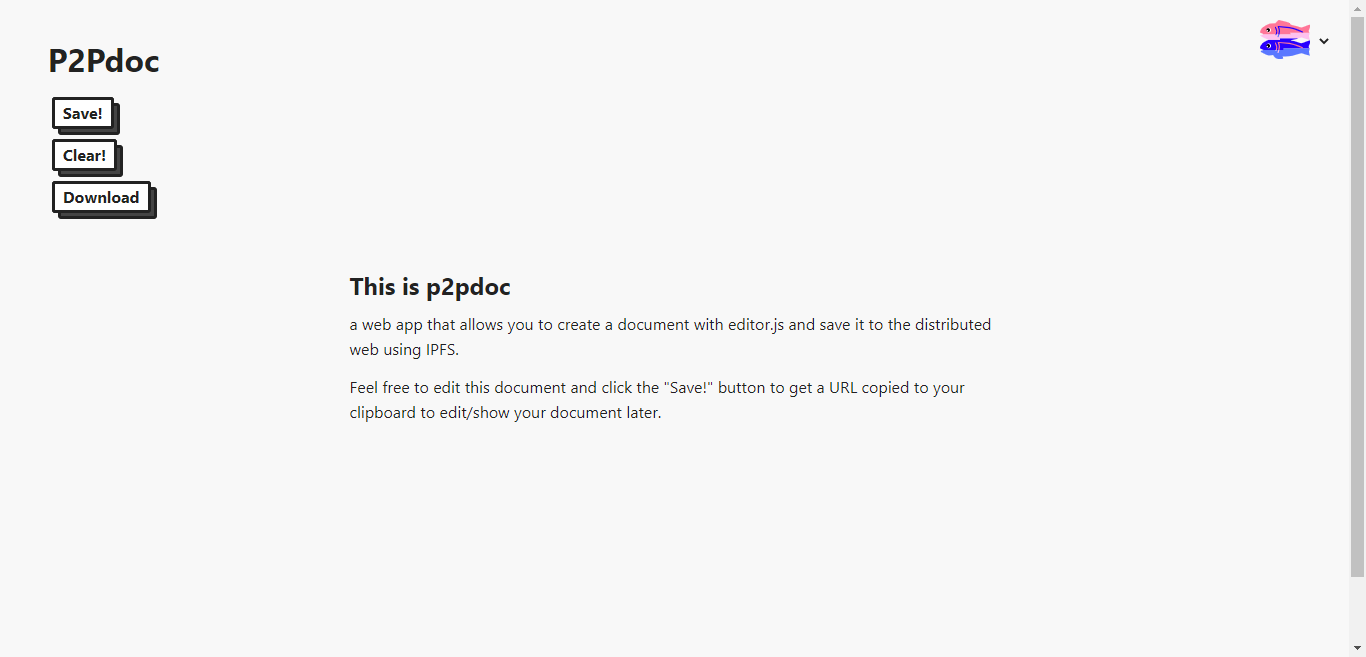 P2Pdoc
Save!
Clear!
Download
This is p2pdoc
a web app that allows you to create a document with editor.js and save it to the distributed
web using IPFS.
Feel free to edit this document and click the "Save!" button to get a URL copied to your
clipboard to edit/show your document later.